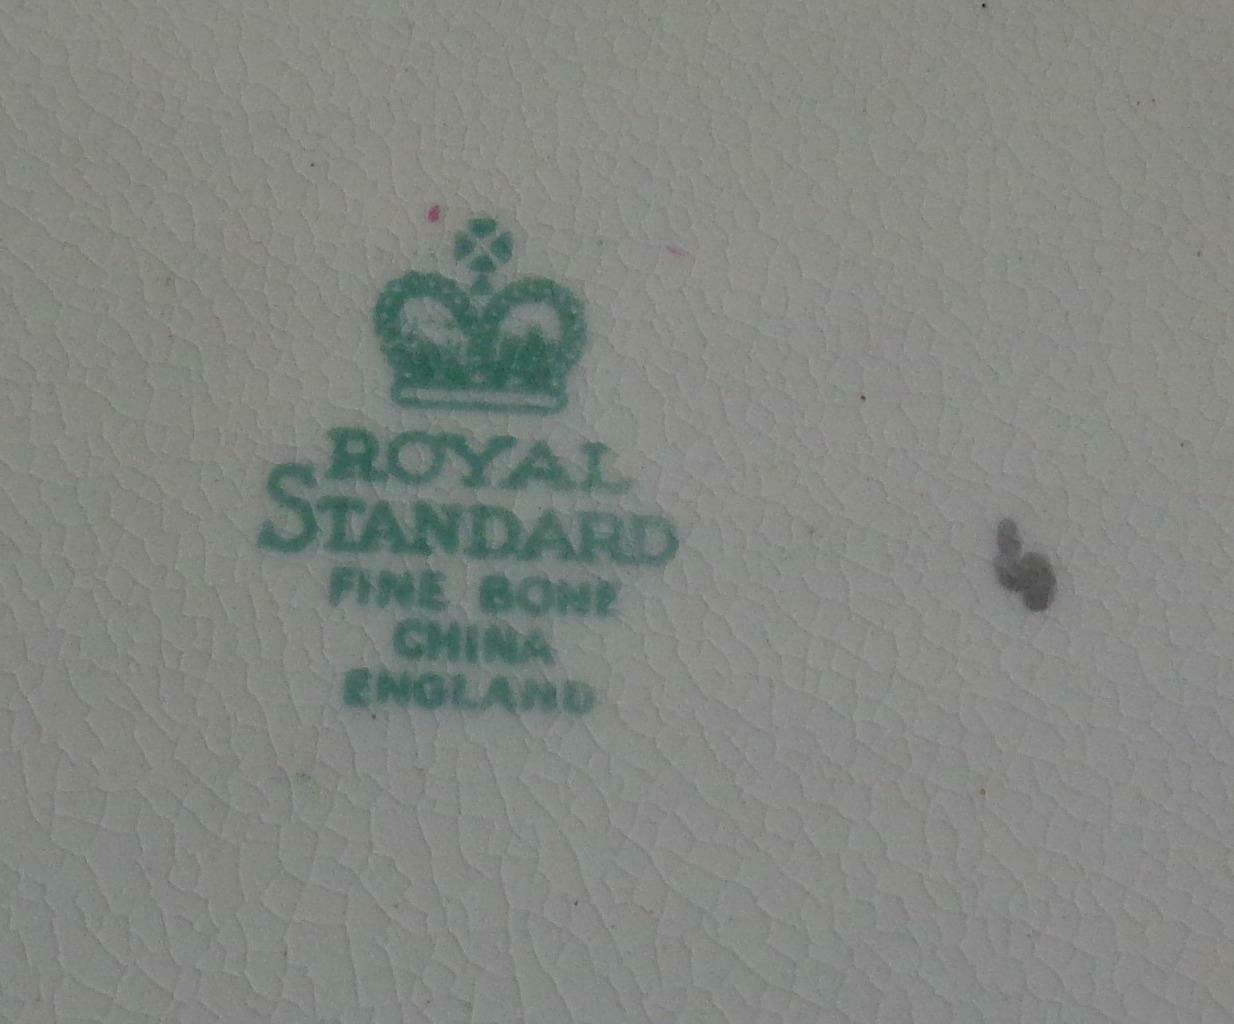 ROYAL
STANDARD
FINE BONE
CHINA
ENGLAND